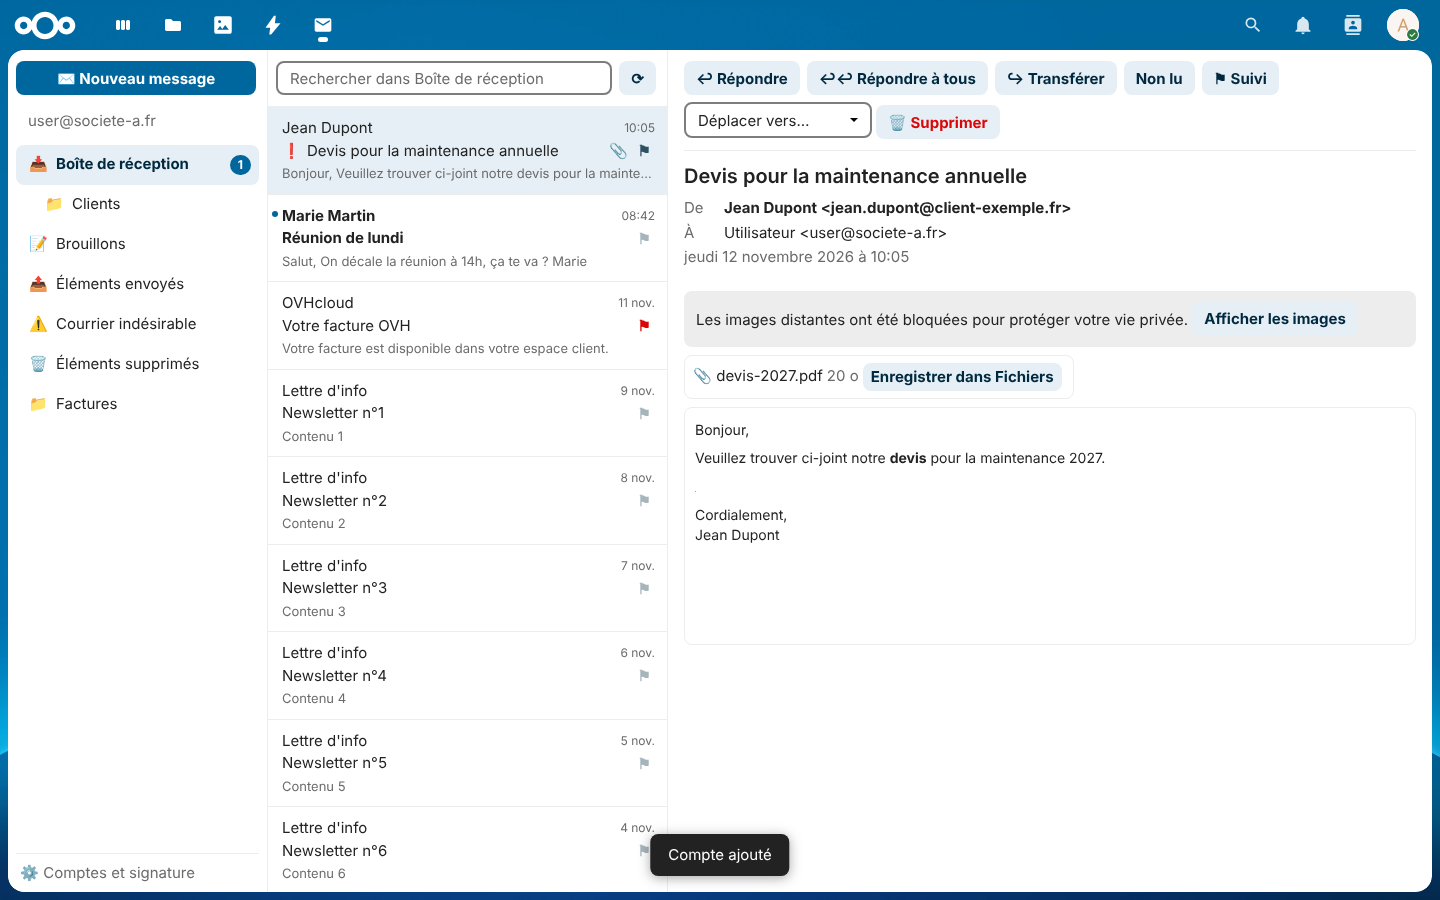 A
✉️ Nouveau message
user@societe-a.fr
📥 Boîte de réception 1
📁 Clients
📝 Brouillons
📤 Éléments envoyés
⚠️ Courrier indésirable
🗑️ Éléments supprimés
📁 Factures
⚙️ Comptes et signature
Rechercher dans Boîte de réception
⟳
Jean Dupont 10:05
❗ Devis pour la maintenance annuelle 📎 ⚑
Bonjour, Veuillez trouver ci-joint notre devis pour la mainte...
Marie Martin 08:42
Réunion de lundi ⚑
Salut, On décale la réunion à 14h, ça te va ? Marie
OVHcloud 11 nov.
Votre facture OVH ⚑
Votre facture est disponible dans votre espace client.
Lettre d'info 9 nov.
Newsletter n°1 ⚑
Contenu 1
Lettre d'info 8 nov.
Newsletter n°2 ⚑
Contenu 2
Lettre d'info 7 nov.
Newsletter n°3 ⚑
Contenu 3
Lettre d'info 6 nov.
Newsletter n°4 ⚑
Contenu 4
Lettre d'info 5 nov.
Newsletter n°5 ⚑
Contenu 5
Lettre d'info 4 nov.
Newsletter n°6 ⚑
Contenu 6
↩ Répondre ↩↩ Répondre à tous ↪ Transférer Non lu ⚑ Suivi
Déplacer vers... 🗑️ Supprimer
Devis pour la maintenance annuelle
De Jean Dupont <jean.dupont@client-exemple.fr>
À Utilisateur <user@societe-a.fr>
jeudi 12 novembre 2026 à 10:05
Les images distantes ont été bloquées pour protéger votre vie privée. Afficher les images
📎 devis-2027.pdf 20 o Enregistrer dans Fichiers
Bonjour,
Veuillez trouver ci-joint notre devis pour la maintenance 2027.
Cordialement,
Jean Dupont
Compte ajouté